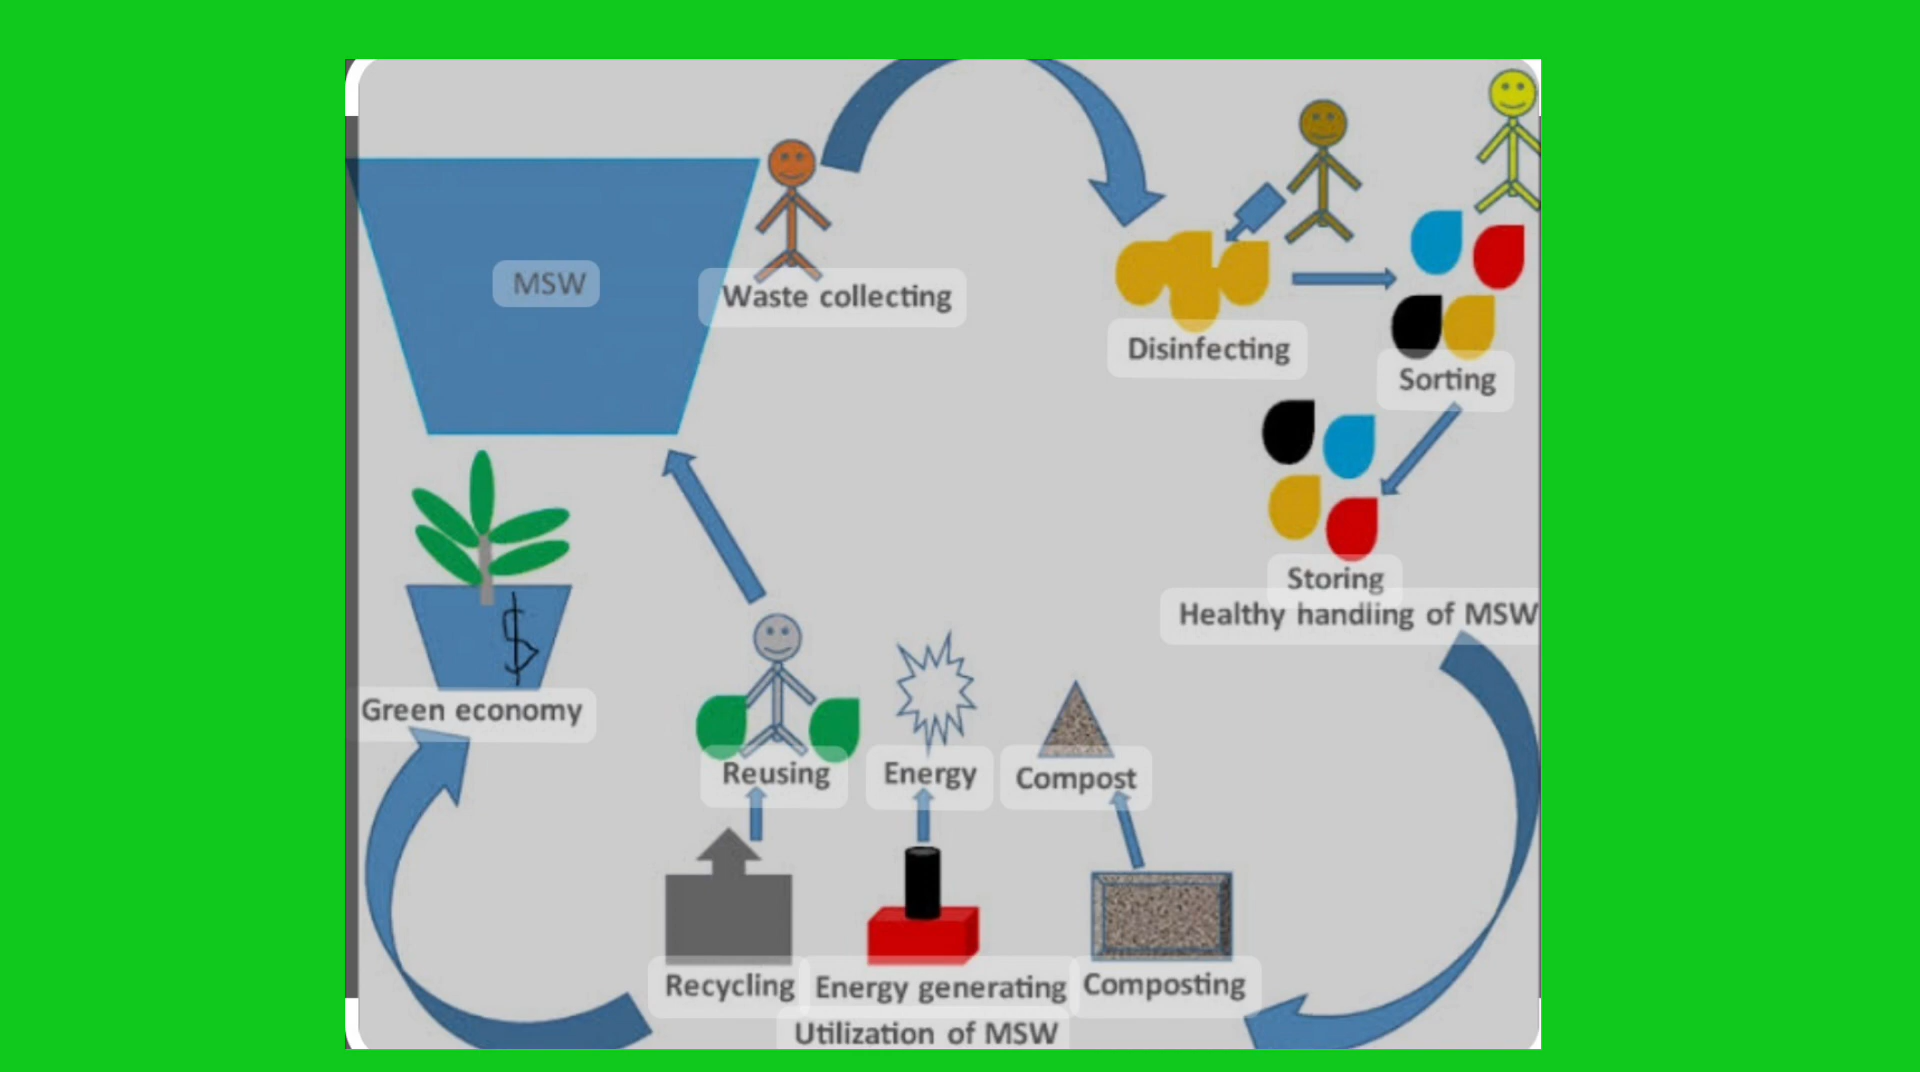 MSW
Waste collecting
Disinfecting
Sorting
Storing
Healthy handling of MSW
$
Green economy
Reusing
Energy
Compost
Recycling
Energy generating
Composting
Utilization of MSW